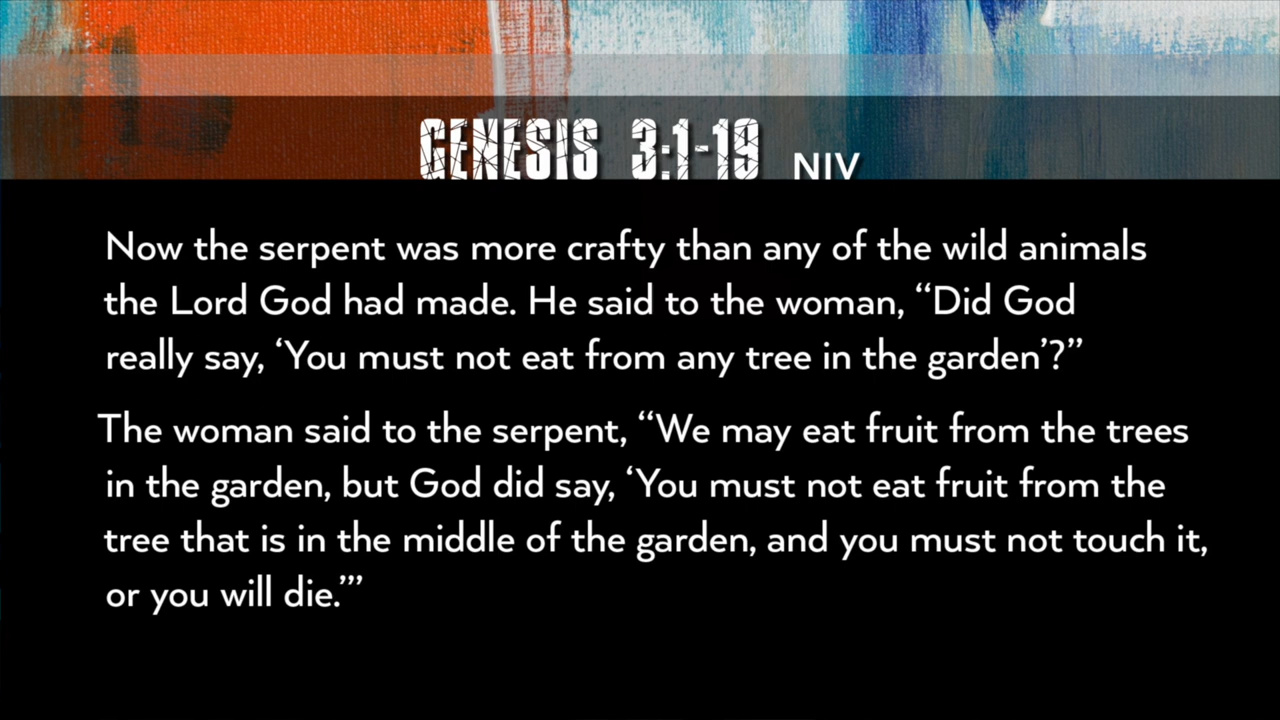 GENESIS 3:1-19 NIV
Now the serpent was more crafty than any of the wild animals
the Lord God had made. He said to the woman, “Did God
really say, ‘You must not eat from any tree in the garden’?”
The woman said to the serpent, “We may eat fruit from the trees
in the garden, but God did say, ‘You must not eat fruit from the
tree that is in the middle of the garden, and you must not touch it,
or you will die.’”